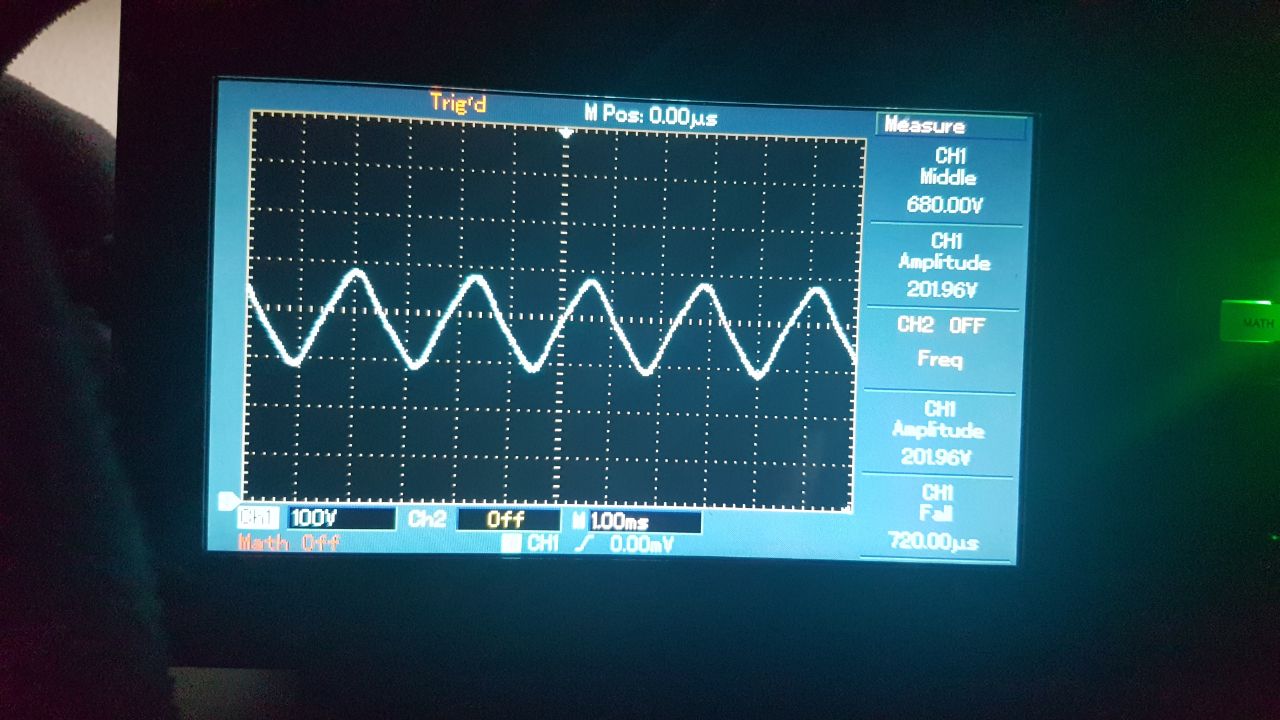 Trig'd
M Pos: 0.00µs
Measure
CH1
Middle
680.00V
CH1
Amplitude
201.96V
CH2 OFF
Freq
CH1
Amplitude
201.96V
CH1
Fall
720.00µs
MATH
Ch1 100V Ch2 Off M 1.00ms
Math Off CH1 0.00mV